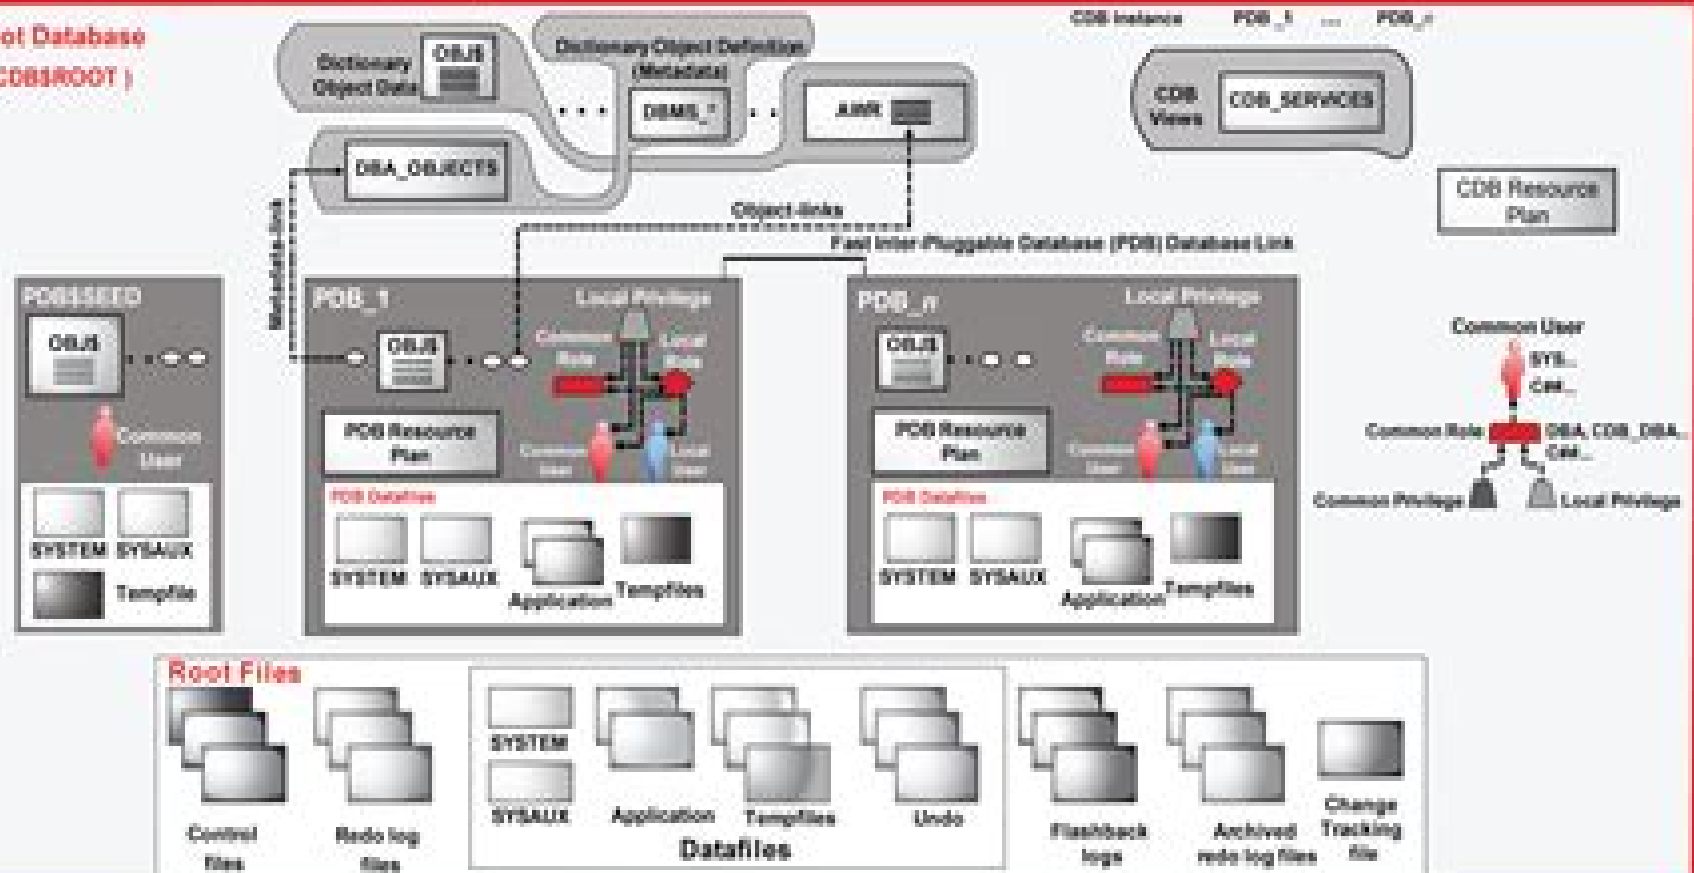 ot Database
CDB$ROOT )
Dictionary
Object Data
OBJ$
Dictionary Object Definition
(Metadata)
DBMS_*
AWR
DBA_OBJECTS
CDB Instance PDB_1 ... PDB_n
CDB
Views
CDB_SERVICES
CDB Resource
Plan
Metadata-link
Object-links
Fast Inter-Pluggable Database (PDB) Database Link
PDB$SEED
OBJ$
Common
User
SYSTEM SYSAUX
Tempfile
PDB_1
Local Privilege
OBJ$
Common
Role
Local
Role
PDB Resource
Plan
Common
User
Local
User
PDB Datafiles
SYSTEM SYSAUX
Application
Tempfiles
PDB_n
Local Privilege
OBJ$
Common
Role
Local
Role
PDB Resource
Plan
Common
User
Local
User
PDB Datafiles
SYSTEM SYSAUX
Application
Tempfiles
Common User
SYS...
C##...
Common Role
DBA, CDB_DBA...
C##...
Common Privilege
Local Privilege
Root Files
Control
files
Redo log
files
SYSTEM
SYSAUX
Application
Tempfiles
Undo
Datafiles
Flashback
logs
Archived
redo log files
Change
Tracking
file